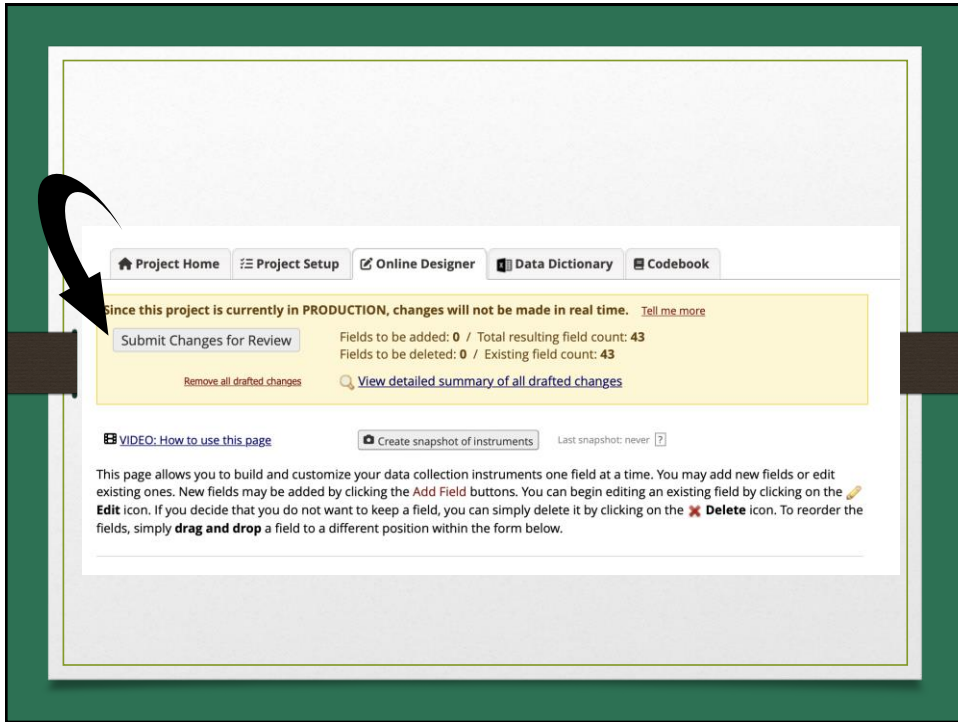 Project Home Project Setup Online Designer Data Dictionary Codebook
Since this project is currently in PRODUCTION, changes will not be made in real time. Tell me more
Submit Changes for Review Fields to be added: 0 / Total resulting field count: 43
Fields to be deleted: 0 / Existing field count: 43
Remove all drafted changes View detailed summary of all drafted changes
VIDEO: How to use this page Create snapshot of instruments Last snapshot: never ?
This page allows you to build and customize your data collection instruments one field at a time. You may add new fields or edit
existing ones. New fields may be added by clicking the Add Field buttons. You can begin editing an existing field by clicking on the
Edit icon. If you decide that you do not want to keep a field, you can simply delete it by clicking on the Delete icon. To reorder the
fields, simply drag and drop a field to a different position within the form below.